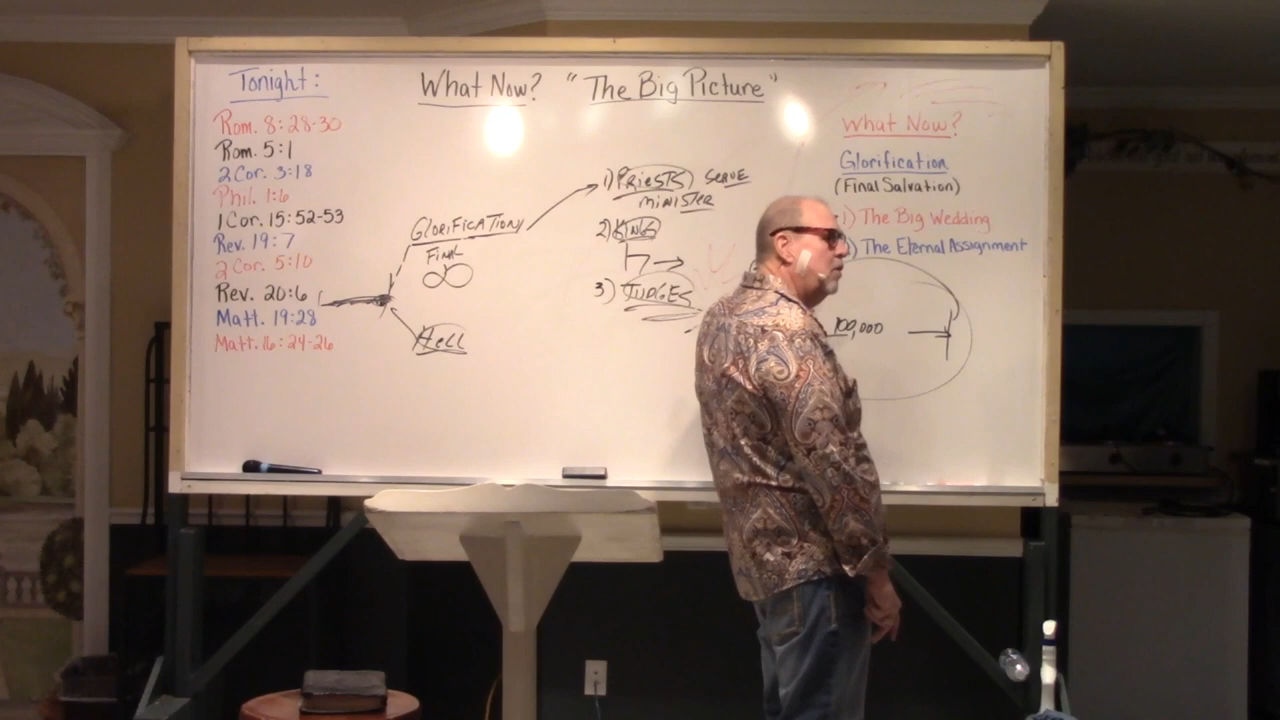 Tonight:
Rom. 8:28-30
Rom. 5:1
2 Cor. 3:18
Phil. 1:6
1 Cor. 15:52-53
Rev. 19:7
2 Cor. 5:10
Rev. 20:6
Matt. 19:28
Matt. 16:24-26
What Now? "The Big Picture"
GLORIFICATION
FINAL
∞
Hell
1) PRIESTS) SERVE
MINISTER
2) KINGS
3) JUDGES
What Now?
Glorification
(Final Salvation)
1) The Big Wedding
) The Eternal Assignment
100,000